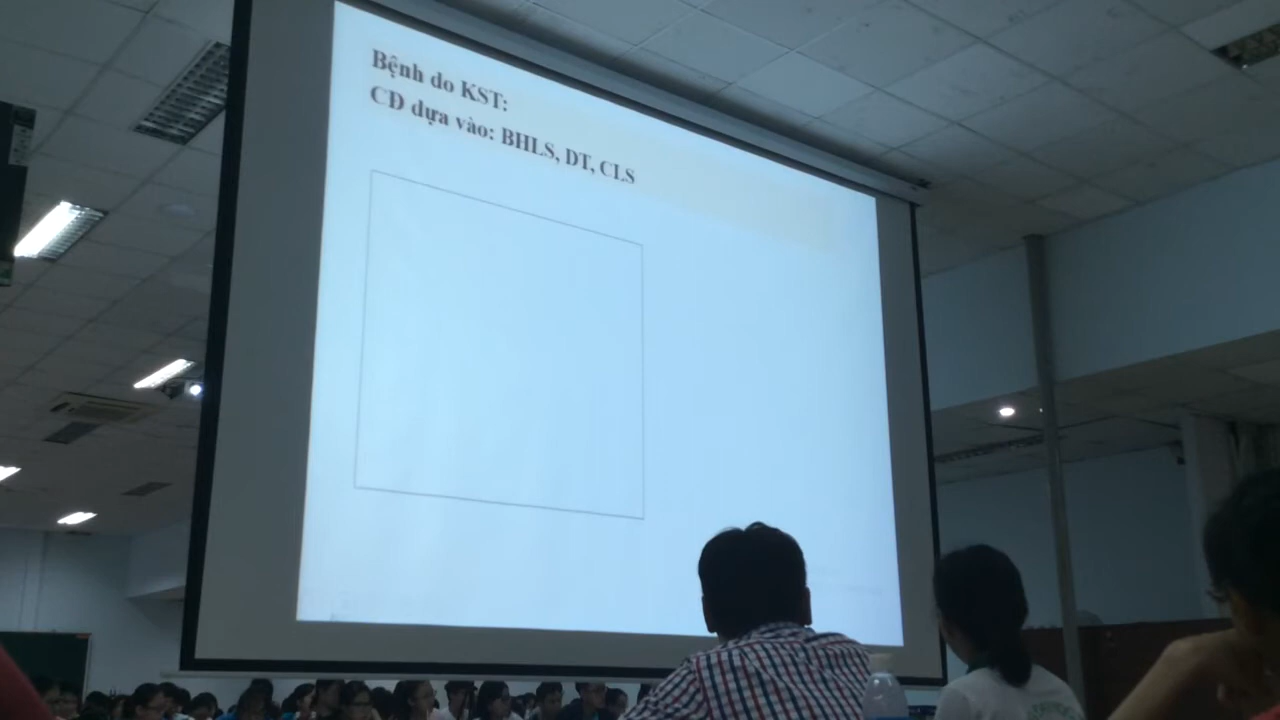 Bệnh do KST:
CĐ dựa vào: BHLS, DT, CLS